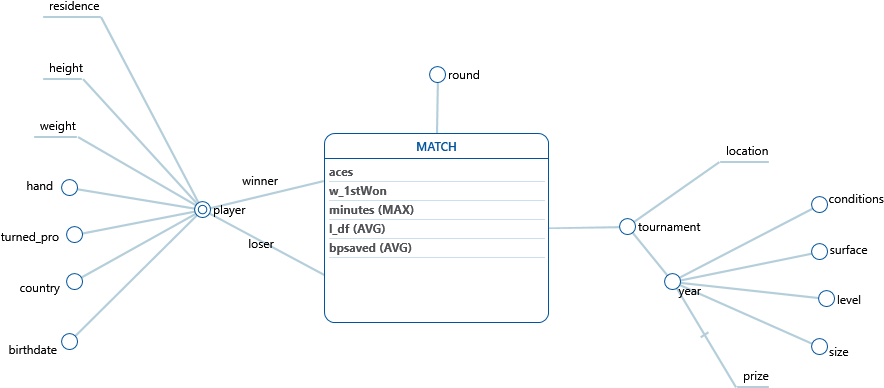 residence
height
weight
hand
turned_pro
country
birthdate
player
winner
loser
round
MATCH
aces
w_1stWon
minutes (MAX)
l_df (AVG)
bpsaved (AVG)
location
tournament
year
conditions
surface
level
size
prize